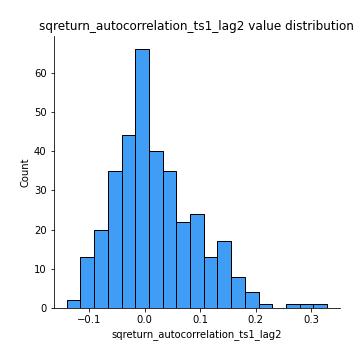 sqreturn_autocorrelation_ts1_lag2 value distribution
60
50
40
30
20
10
0
Count
−0.1 0.0 0.1 0.2 0.3
sqreturn_autocorrelation_ts1_lag2